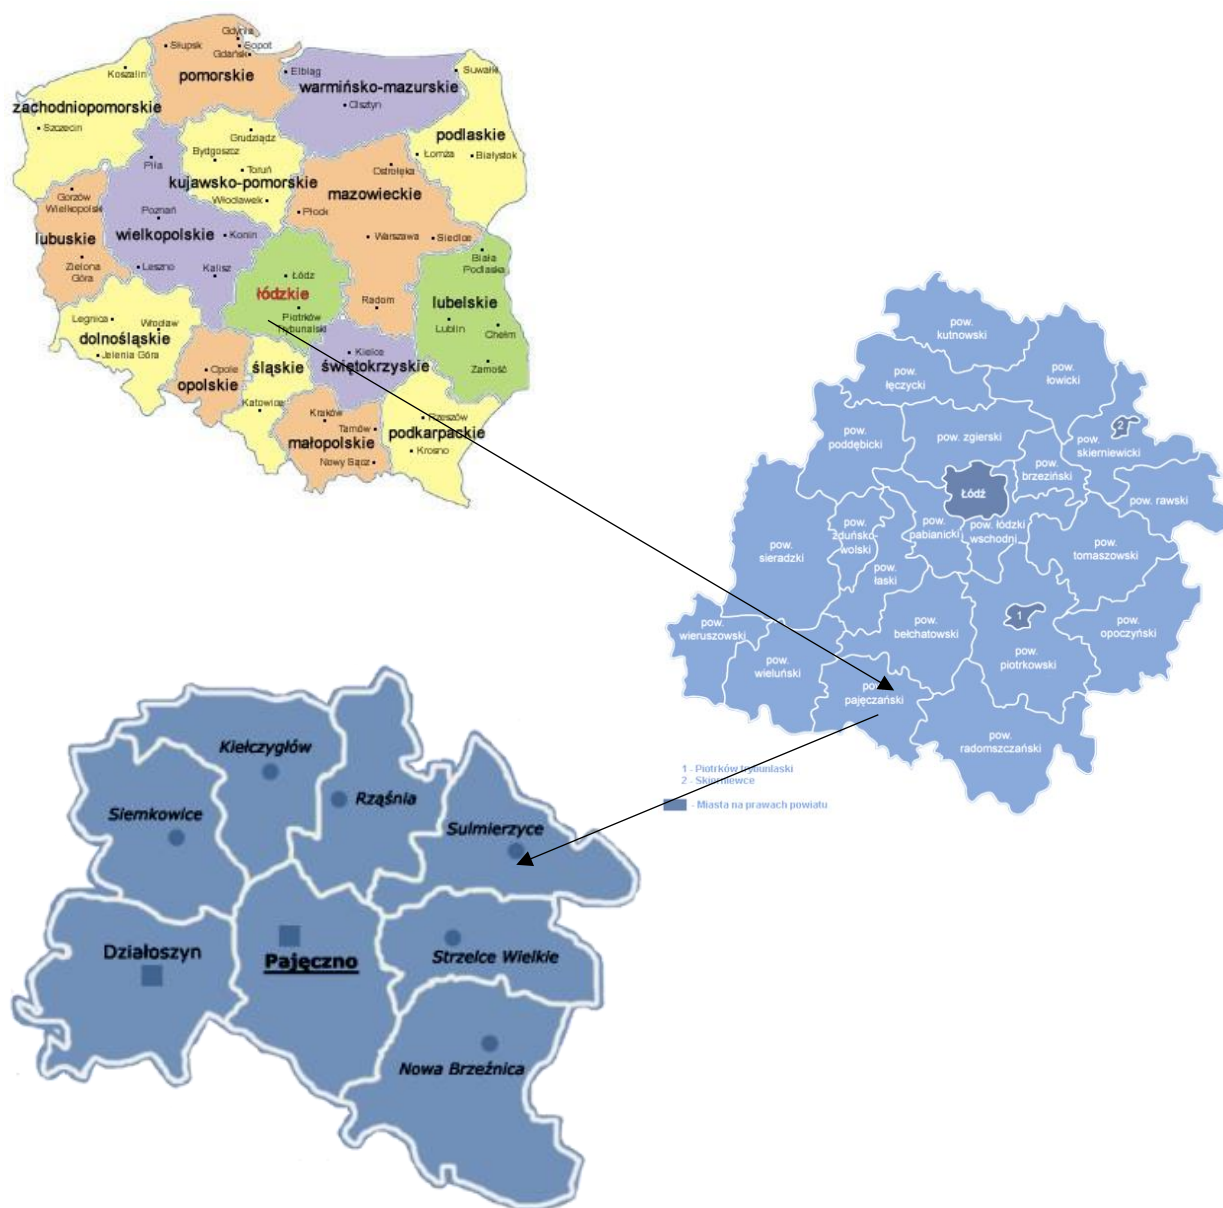 Gdynia
Słupsk
Sopot
Gdańsk
Koszalin
pomorskie
Elbląg
Suwałki
warmińsko-mazurskie
zachodniopomorskie
Olsztyn
Szczecin
Grudziądz
podlaskie
Bydgoszcz
Łomża
Białystok
Piła
Toruń
Ostrołęka
kujawsko-pomorskie
mazowieckie
Gorzów
Wielkopolski
Włocławek
Poznań
Płock
lubuskie
wielkopolskie
Konin
Warszawa
Siedlce
Zielona
Góra
Leszno
Kalisz
Łódź
Biała
Podlaska
łódzkie
Radom
lubelskie
Legnica
Wrocław
Piotrków
Trybunalski
Lublin
Chełm
dolnośląskie
Jelenia Góra
Kielce
śląskie
świętokrzyskie
Opole
Zamość
opolskie
Katowice
Kraków
Rzeszów
Tarnów
małopolskie
podkarpackie
Krosno
Nowy Sącz
pow.
kutnowski
pow.
łęczycki
pow.
łowicki
pow.
poddębicki
pow. zgierski
2
pow.
skierniewicki
pow.
brzeziński
Łódź
pow. rawski
pow.
zduńsko-
wolski
pow.
pabianicki
pow. łódzki
wschodni
pow.
tomaszowski
pow.
sieradzki
pow.
łaski
1
pow.
wieruszowski
pow.
bełchatowski
pow.
opoczyński
pow.
wieluński
pow.
piotrkowski
pow.
pajęczański
pow.
radomszczański
1 - Piotrków trybunlaski
2 - Skierniewce
- Miasta na prawach powiatu
Kiełczygłów
Rząśnia
Siemkowice
Sulmierzyce
Działoszyn
Pajęczno
Strzelce Wielkie
Nowa Brzeźnica